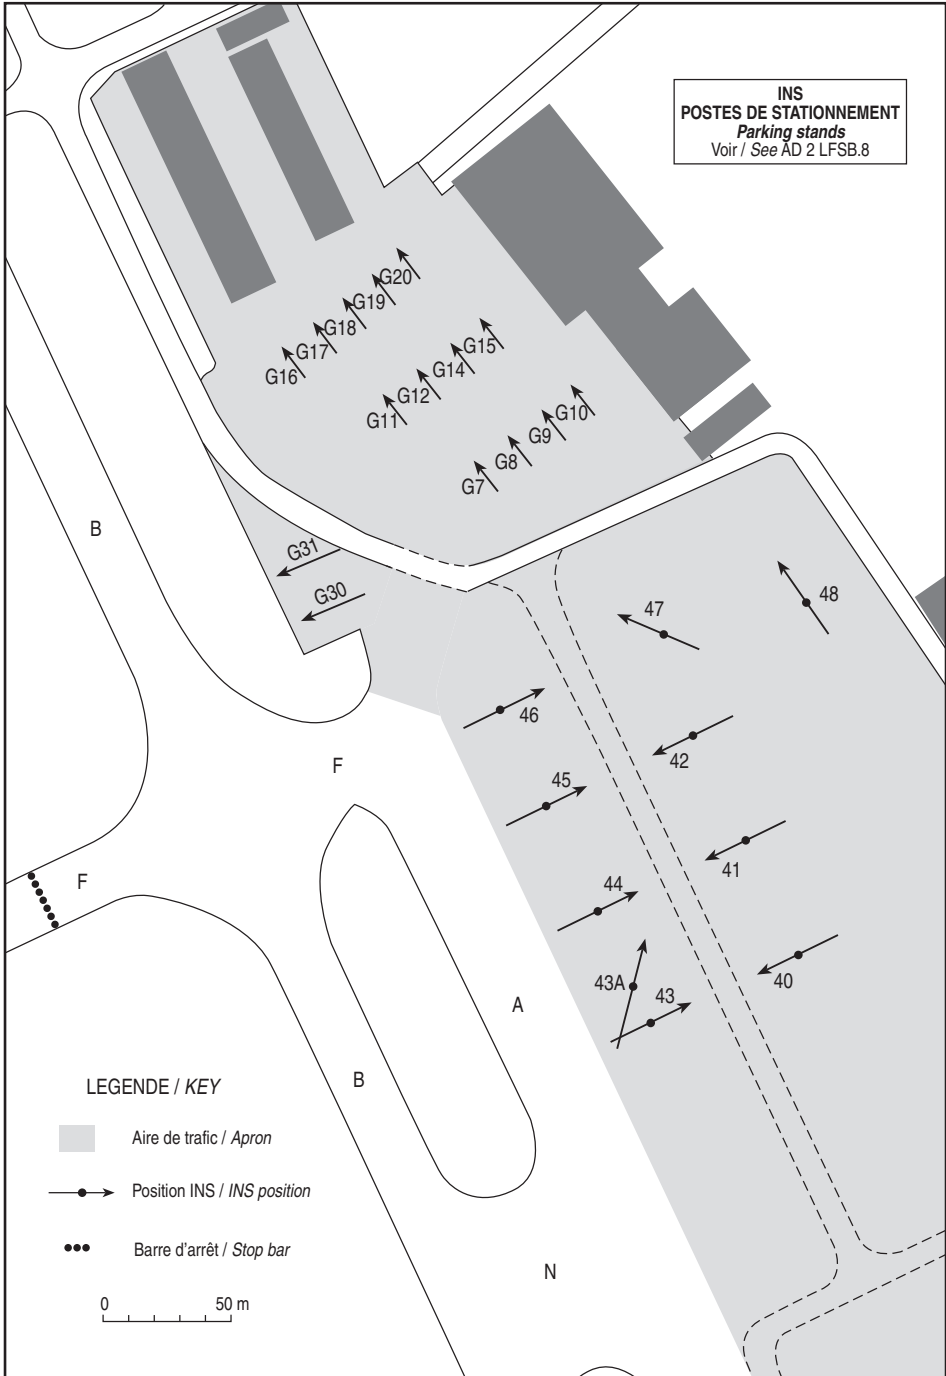 INS
POSTES DE STATIONNEMENT
Parking stands
Voir / See AD 2 LFSB.8
G20
G19
G18
G17
G16
G15
G14
G12
G11
G10
G9
G8
G7
B
G31
G30
48
47
46
42
F
45
41
F
44
43A
43
40
A
B
LEGENDE / KEY
Aire de trafic / Apron
Position INS / INS position
Barre d'arrêt / Stop bar
N
0 50 m